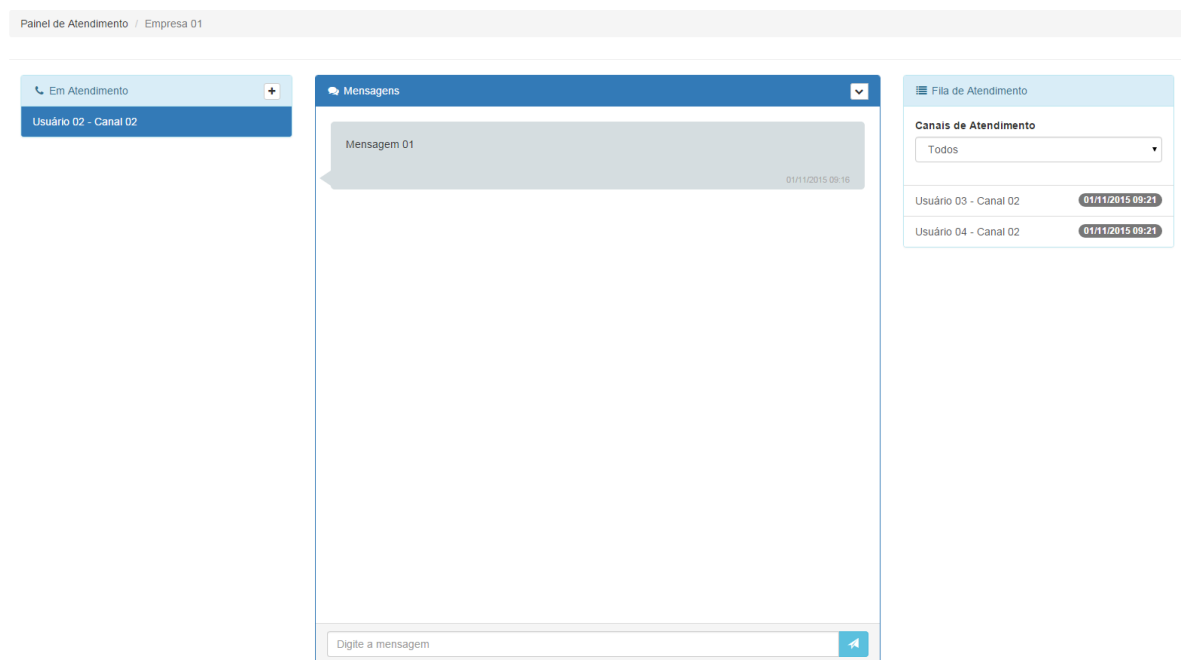 Painel de Atendimento / Empresa 01
Em Atendimento
Usuário 02 - Canal 02
Mensagens
Mensagem 01
01/11/2015 09:16
Digite a mensagem
Fila de Atendimento
Canais de Atendimento
Todos
Usuário 03 - Canal 02 01/11/2015 09:21
Usuário 04 - Canal 02 01/11/2015 09:21